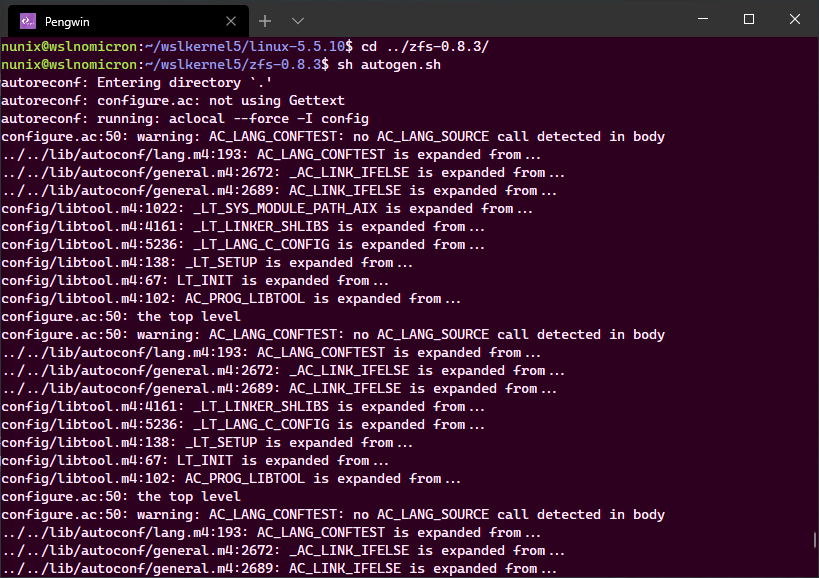 Pengwin
nunix@wslnomicron:~/wslkernel5/linux-5.5.10$ cd ../zfs-0.8.3/
nunix@wslnomicron:~/wslkernel5/zfs-0.8.3$ sh autogen.sh
autoreconf: Entering directory `.'
autoreconf: configure.ac: not using Gettext
autoreconf: running: aclocal --force -I config
configure.ac:50: warning: AC_LANG_CONFTEST: no AC_LANG_SOURCE call detected in body
../../lib/autoconf/lang.m4:193: AC_LANG_CONFTEST is expanded from...
../../lib/autoconf/general.m4:2672: _AC_LINK_IFELSE is expanded from...
../../lib/autoconf/general.m4:2689: AC_LINK_IFELSE is expanded from...
config/libtool.m4:1022: _LT_SYS_MODULE_PATH_AIX is expanded from...
config/libtool.m4:4161: _LT_LINKER_SHLIBS is expanded from...
config/libtool.m4:5236: _LT_LANG_C_CONFIG is expanded from...
config/libtool.m4:138: _LT_SETUP is expanded from...
config/libtool.m4:67: LT_INIT is expanded from...
config/libtool.m4:102: AC_PROG_LIBTOOL is expanded from...
configure.ac:50: the top level
configure.ac:50: warning: AC_LANG_CONFTEST: no AC_LANG_SOURCE call detected in body
../../lib/autoconf/lang.m4:193: AC_LANG_CONFTEST is expanded from...
../../lib/autoconf/general.m4:2672: _AC_LINK_IFELSE is expanded from...
../../lib/autoconf/general.m4:2689: AC_LINK_IFELSE is expanded from...
config/libtool.m4:4161: _LT_LINKER_SHLIBS is expanded from...
config/libtool.m4:5236: _LT_LANG_C_CONFIG is expanded from...
config/libtool.m4:138: _LT_SETUP is expanded from...
config/libtool.m4:67: LT_INIT is expanded from...
config/libtool.m4:102: AC_PROG_LIBTOOL is expanded from...
configure.ac:50: the top level
configure.ac:50: warning: AC_LANG_CONFTEST: no AC_LANG_SOURCE call detected in body
../../lib/autoconf/lang.m4:193: AC_LANG_CONFTEST is expanded from...
../../lib/autoconf/general.m4:2672: _AC_LINK_IFELSE is expanded from...
../../lib/autoconf/general.m4:2689: AC_LINK_IFELSE is expanded from...